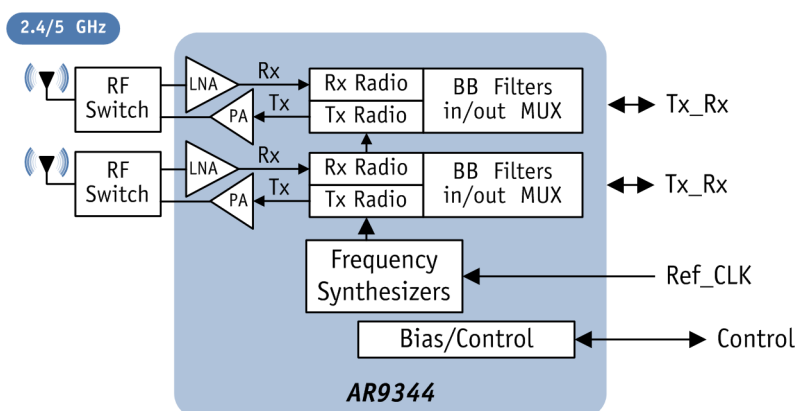 2.4/5 GHz
RF
Switch
LNA
PA
Rx
Tx
Rx Radio
Tx Radio
BB Filters
in/out MUX
Tx_Rx
RF
Switch
LNA
PA
Rx
Tx
Rx Radio
Tx Radio
BB Filters
in/out MUX
Tx_Rx
Frequency
Synthesizers
Ref_CLK
Bias/Control
Control
AR9344